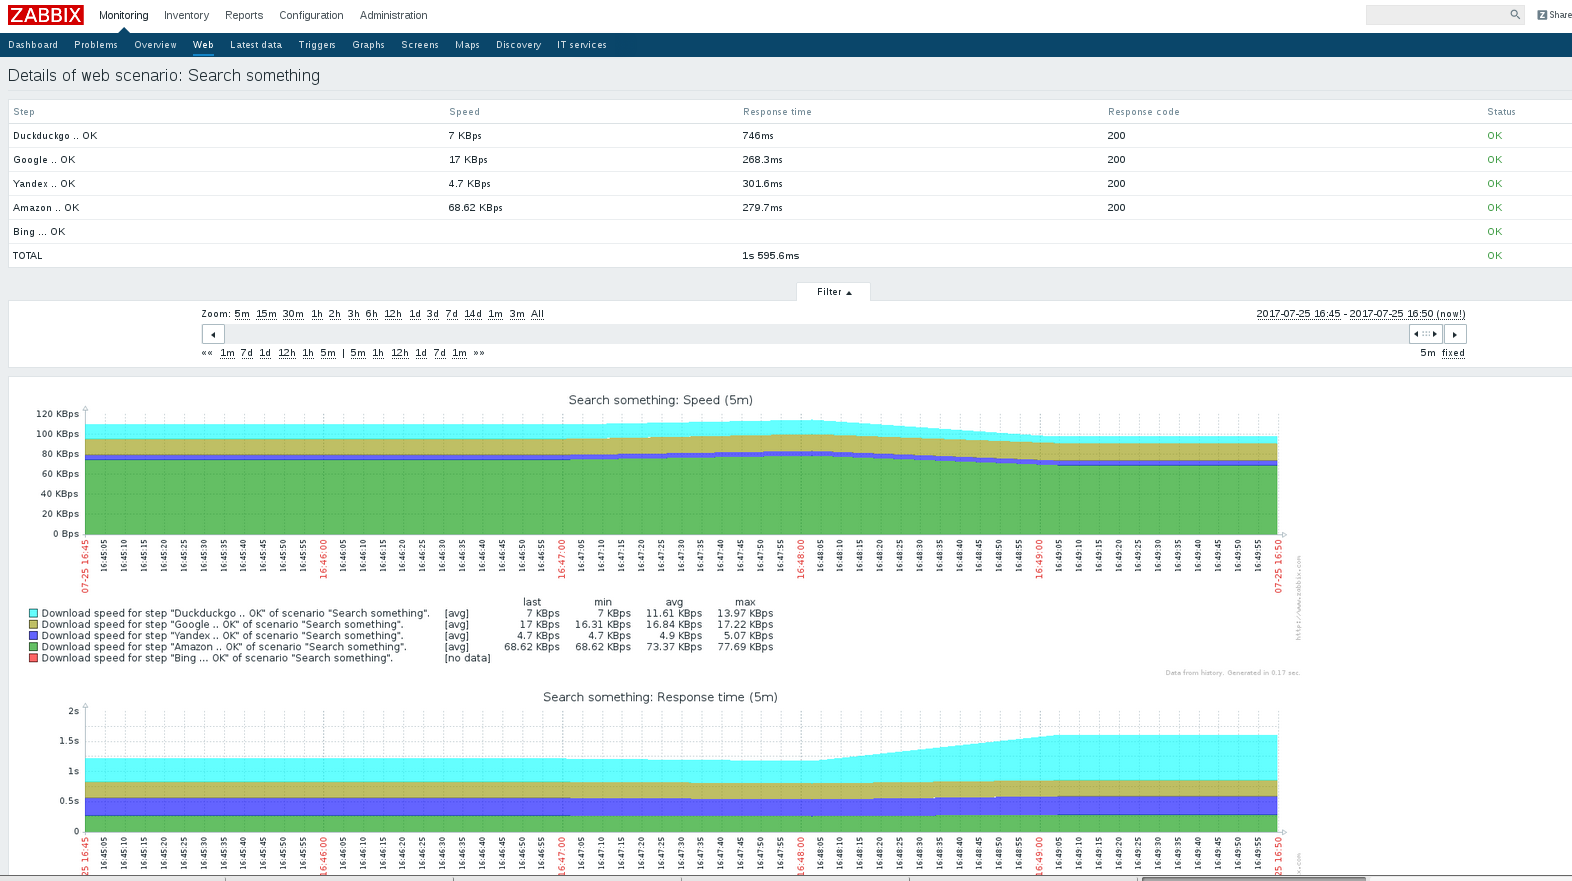 ZABBIX Monitoring Inventory Reports Configuration Administration Share
Dashboard Problems Overview Web Latest data Triggers Graphs Screens Maps Discovery IT services
Details of web scenario: Search something
Step Speed Response time Response code Status
Duckduckgo .. OK 7 KBps 746ms 200 OK
Google .. OK 17 KBps 268.3ms 200 OK
Yandex .. OK 4.7 KBps 301.6ms 200 OK
Amazon .. OK 68.62 KBps 279.7ms 200 OK
Bing ... OK OK
TOTAL 1s 595.6ms OK
Filter
Zoom: 5m 15m 30m 1h 2h 3h 6h 12h 1d 3d 7d 14d 1m 3m All 2017-07-25 16:45 - 2017-07-25 16:50 (now!)
«« 1m 7d 1d 12h 1h 5m | 5m 1h 12h 1d 7d 1m »» 5m fixed
Search something: Speed (5m)
120 KBps
100 KBps
80 KBps
60 KBps
40 KBps
20 KBps
0 Bps
07-25 16:45 16:45:05 16:45:10 16:45:15 16:45:20 16:45:25 16:45:30 16:45:35 16:45:40 16:45:45 16:45:50 16:45:55 16:46:00 16:46:05 16:46:10 16:46:15 16:46:20 16:46:25 16:46:30 16:46:35 16:46:40 16:46:45 16:46:50 16:46:55 16:47:00 16:47:05 16:47:10 16:47:15 16:47:20 16:47:25 16:47:30 16:47:35 16:47:40 16:47:45 16:47:50 16:47:55 16:48:00 16:48:05 16:48:10 16:48:15 16:48:20 16:48:25 16:48:30 16:48:35 16:48:40 16:48:45 16:48:50 16:48:55 16:49:00 16:49:05 16:49:10 16:49:15 16:49:20 16:49:25 16:49:30 16:49:35 16:49:40 16:49:45 16:49:50 16:49:55 07-25 16:50
http://www.zabbix.com
last min avg max
Download speed for step "Duckduckgo .. OK" of scenario "Search something". [avg] 7 KBps 7 KBps 11.61 KBps 13.97 KBps
Download speed for step "Google .. OK" of scenario "Search something". [avg] 17 KBps 16.31 KBps 16.84 KBps 17.22 KBps
Download speed for step "Yandex .. OK" of scenario "Search something". [avg] 4.7 KBps 4.7 KBps 4.9 KBps 5.07 KBps
Download speed for step "Amazon .. OK" of scenario "Search something". [avg] 68.62 KBps 68.62 KBps 73.37 KBps 77.69 KBps
Download speed for step "Bing ... OK" of scenario "Search something". [no data]
Data from history. Generated in 0.17 sec.
Search something: Response time (5m)
2s
1.5s
1s
0.5s
0
25 16:45 16:45:05 16:45:10 16:45:15 16:45:20 16:45:25 16:45:30 16:45:35 16:45:40 16:45:45 16:45:50 16:45:55 16:46:00 16:46:05 16:46:10 16:46:15 16:46:20 16:46:25 16:46:30 16:46:35 16:46:40 16:46:45 16:46:50 16:46:55 16:47:00 16:47:05 16:47:10 16:47:15 16:47:20 16:47:25 16:47:30 16:47:35 16:47:40 16:47:45 16:47:50 16:47:55 16:48:00 16:48:05 16:48:10 16:48:15 16:48:20 16:48:25 16:48:30 16:48:35 16:48:40 16:48:45 16:48:50 16:48:55 16:49:00 16:49:05 16:49:10 16:49:15 16:49:20 16:49:25 16:49:30 16:49:35 16:49:40 16:49:45 16:49:50 16:49:55 25 16:50
x.com